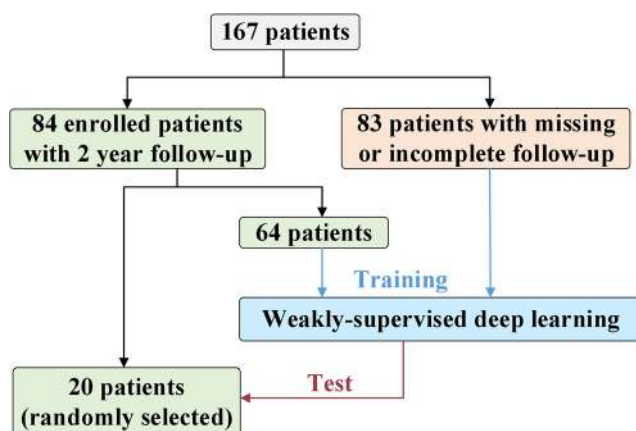 167 patients
84 enrolled patients
with 2 year follow-up
83 patients with missing
or incomplete follow-up
64 patients
Training
Weakly-supervised deep learning
20 patients
(randomly selected)
Test